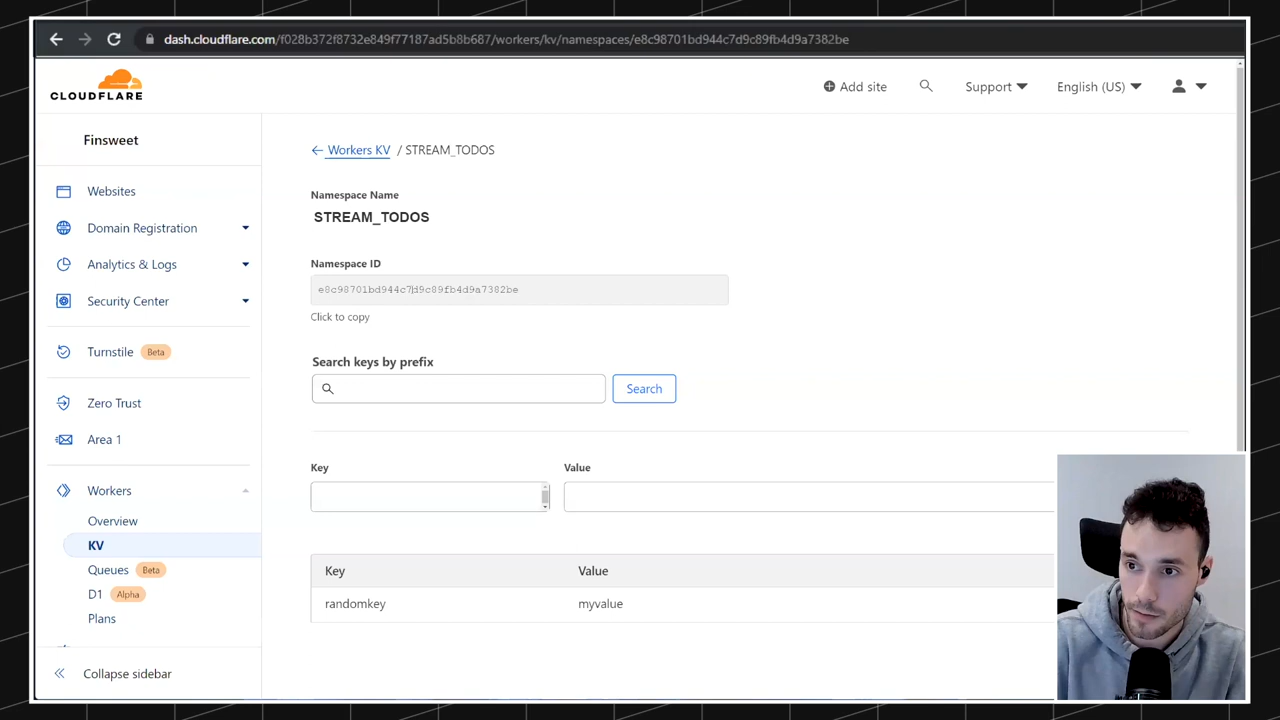 dash.cloudflare.com/f028b372f8732e849f77187ad5b8b687/workers/kv/namespaces/e8c98701bd944c7d9c89fb4d9a7382be
CLOUDFLARE
Add site
Support
English (US)
Finsweet
Websites
Domain Registration
Analytics & Logs
Security Center
Turnstile Beta
Zero Trust
Area 1
Workers
Overview
KV
Queues Beta
D1 Alpha
Plans
Collapse sidebar
← Workers KV / STREAM_TODOS
Namespace Name
STREAM_TODOS
Namespace ID
e8c98701bd944c7d9c89fb4d9a7382be
Click to copy
Search keys by prefix
Search
Key Value
Key Value
randomkey myvalue